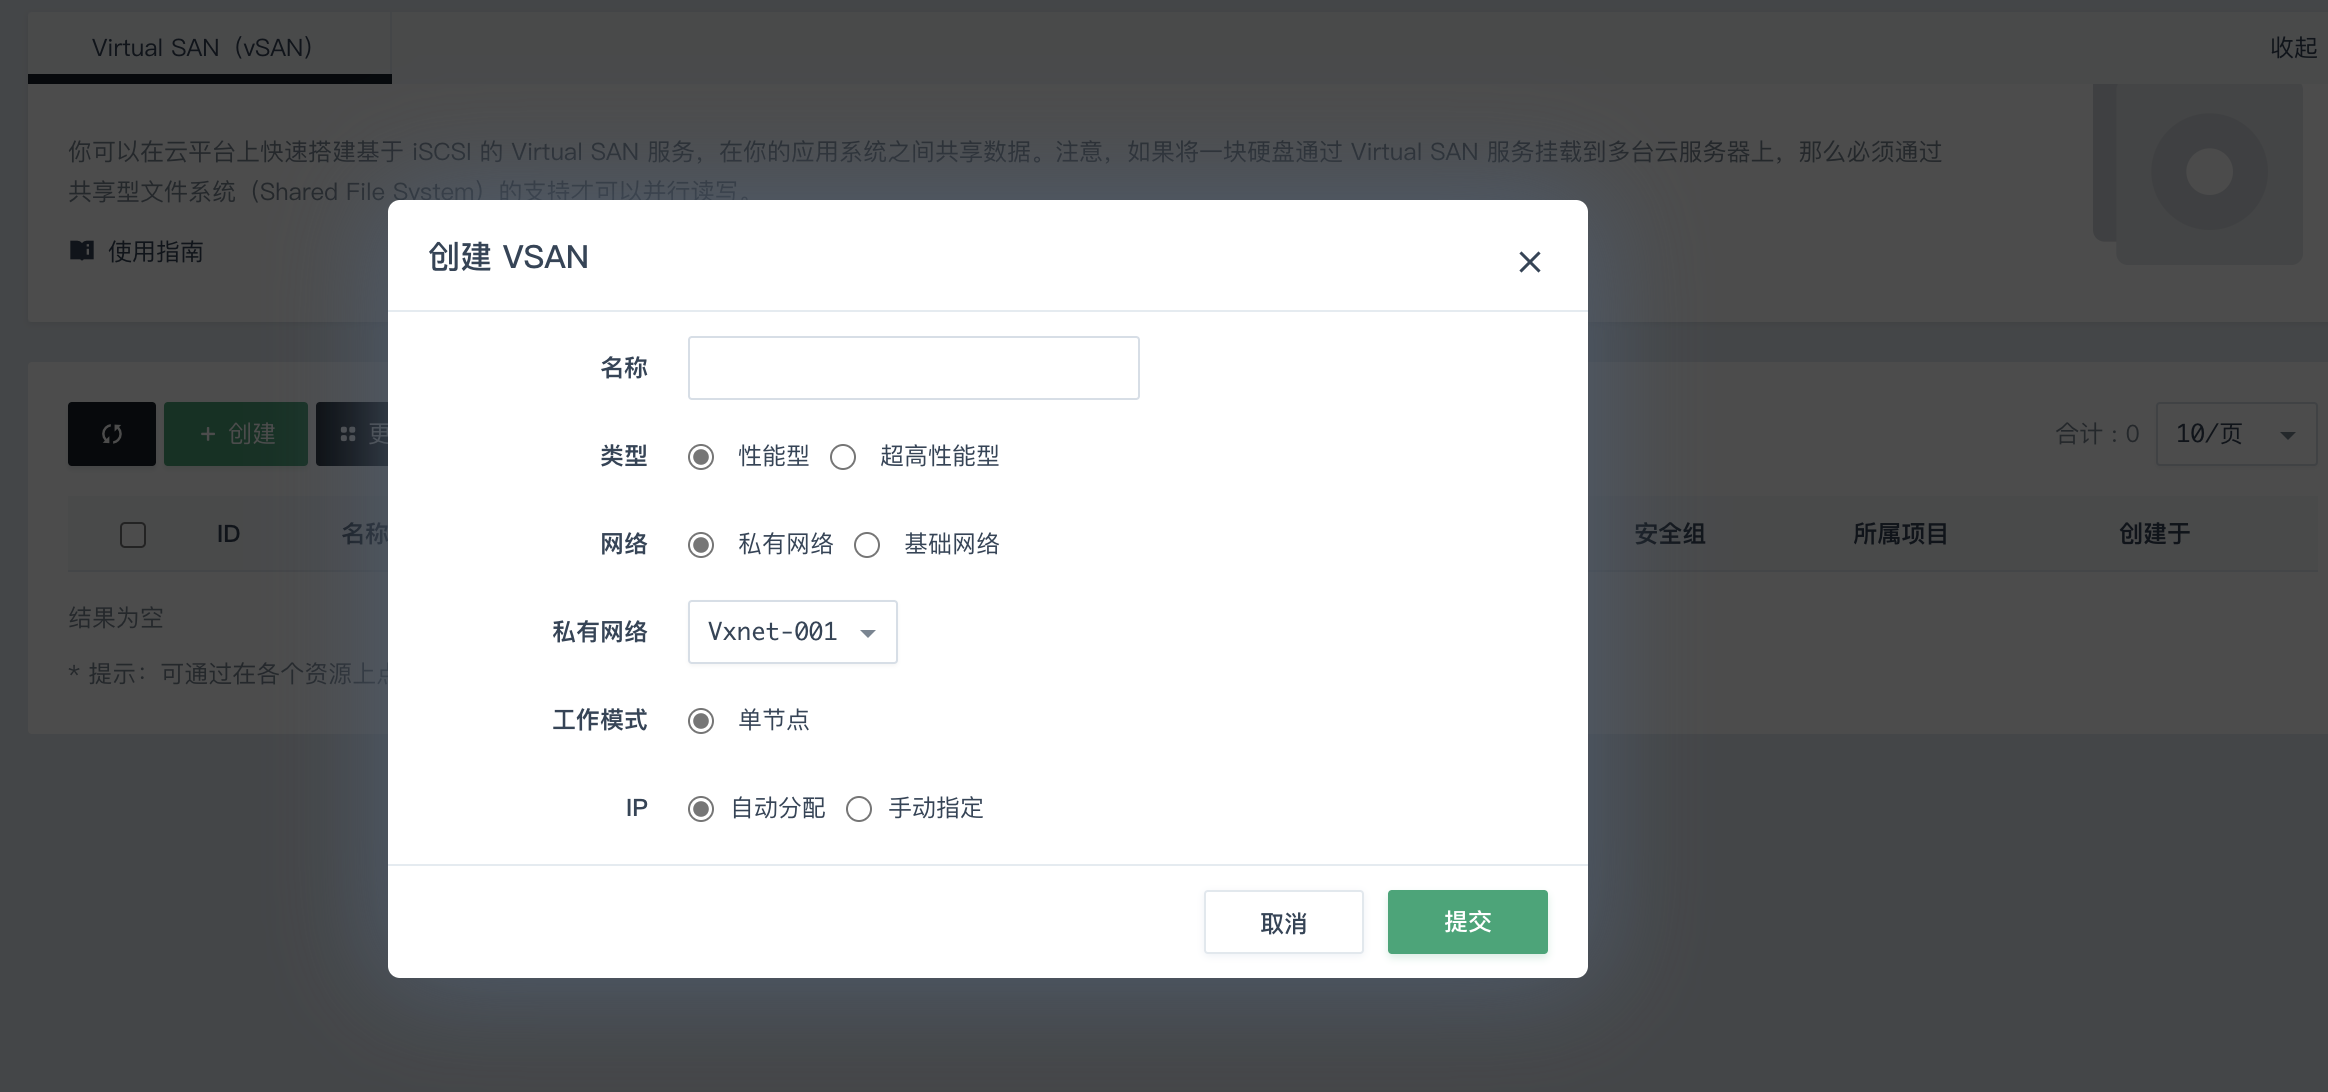 Virtual SAN（vSAN）
收起
你可以在云平台上快速搭建基于 iSCSI 的 Virtual SAN 服务，在你的应用系统之间共享数据。注意，如果将一块硬盘通过 Virtual SAN 服务挂载到多台云服务器上，那么必须通过
共享型文件系统（Shared File System）的支持才可以并行读写。
使用指南
创建 VSAN
名称
类型 性能型 超高性能型
网络 私有网络 基础网络
私有网络 Vxnet-001
工作模式 单节点
IP 自动分配 手动指定
取消 提交
+ 创建 更
合计：0 10/页
ID 名称 安全组 所属项目 创建于
结果为空
* 提示：可通过在各个资源上点